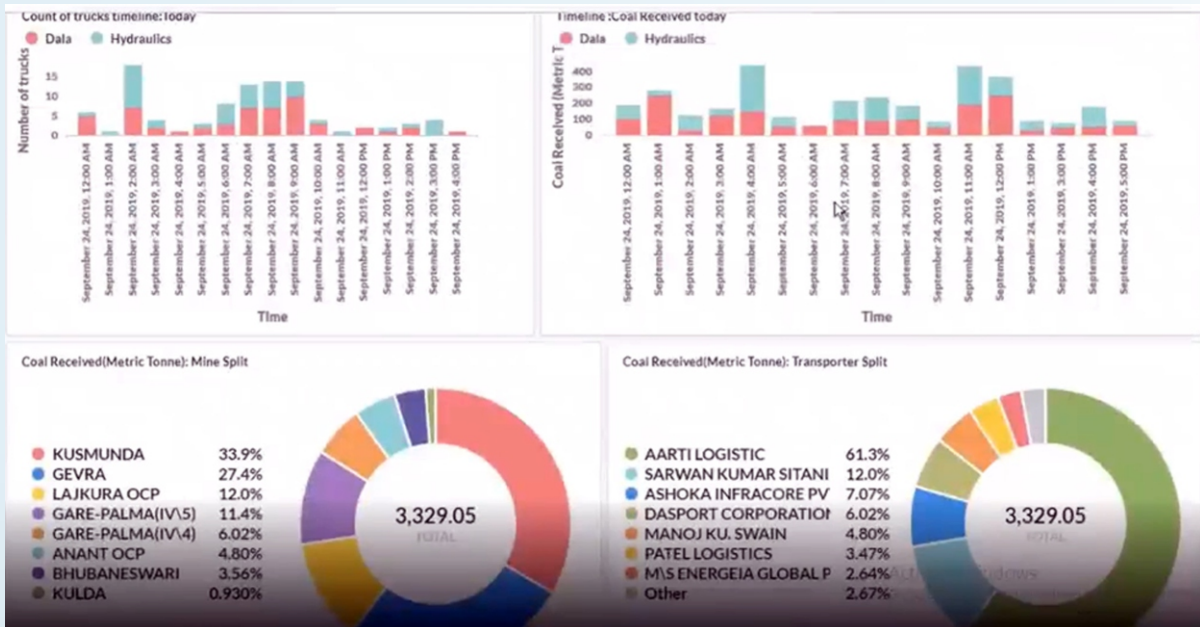 Count of trucks timeline:Today
Dala
Hydraulics
Number of trucks
15
10
5
0
September 24, 2019, 12:00 AM
September 24, 2019, 1:00 AM
September 24, 2019, 2:00 AM
September 24, 2019, 3:00 AM
September 24, 2019, 4:00 AM
September 24, 2019, 5:00 AM
September 24, 2019, 6:00 AM
September 24, 2019, 7:00 AM
September 24, 2019, 8:00 AM
September 24, 2019, 9:00 AM
September 24, 2019, 10:00 AM
September 24, 2019, 11:00 AM
September 24, 2019, 12:00 PM
September 24, 2019, 1:00 PM
September 24, 2019, 2:00 PM
September 24, 2019, 3:00 PM
September 24, 2019, 4:00 PM
Time
Timeline :Coal Received today
Dala
Hydraulics
Coal Received (Metric T
400
300
200
100
0
September 24, 2019, 12:00 AM
September 24, 2019, 1:00 AM
September 24, 2019, 2:00 AM
September 24, 2019, 3:00 AM
September 24, 2019, 4:00 AM
September 24, 2019, 5:00 AM
September 24, 2019, 6:00 AM
September 24, 2019, 7:00 AM
September 24, 2019, 8:00 AM
September 24, 2019, 9:00 AM
September 24, 2019, 10:00 AM
September 24, 2019, 11:00 AM
September 24, 2019, 12:00 PM
September 24, 2019, 1:00 PM
September 24, 2019, 3:00 PM
September 24, 2019, 4:00 PM
September 24, 2019, 5:00 PM
Time
Coal Received(Metric Tonne): Mine Split
KUSMUNDA 33.9%
GEVRA 27.4%
LAJKURA OCP 12.0%
GARE-PALMA(IV\5) 11.4%
GARE-PALMA(IV\4) 6.02%
ANANT OCP 4.80%
BHUBANESWARI 3.56%
KULDA 0.930%
3,329.05
TOTAL
Coal Received(Metric Tonne): Transporter Split
AARTI LOGISTIC 61.3%
SARWAN KUMAR SITANI 12.0%
ASHOKA INFRACORE PV 7.07%
DASPORT CORPORATION 6.02%
MANOJ KU. SWAIN 4.80%
PATEL LOGISTICS 3.47%
M\S ENERGEIA GLOBAL P 2.64%
Other 2.67%
3,329.05
TOTAL